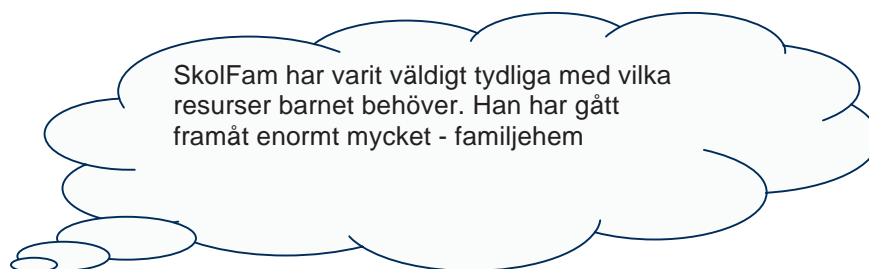 SkolFam har varit väldigt tydliga med vilka
resurser barnet behöver. Han har gått
framåt enormt mycket - familjehem